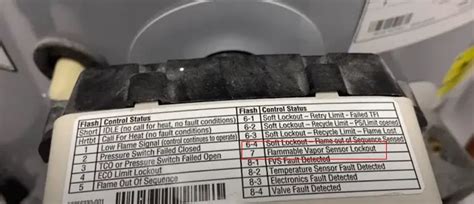 Flash Control Status
Short IDLE (no call for heat, no fault conditions)
Hrtbt Call For Heat (no fault conditions)
1 Low Flame Signal (control continues to operate)
2 Pressure Switch Failed Closed
3 TCO or Pressure Switch Failed Open
4 ECO Limit Lockout
5 Flame Out of Sequence
Flash Control Status
6-1 Soft Lockout – Retry Limit - Failed TFI
6-2 Soft Lockout – Recycle Limit - PS/Limit opened
6-3 Soft Lockout – Recycle Limit – Flame Lost
6-4 Soft Lockout – Flame out of Sequence Sensed
7 Flammable Vapor Sensor Lockout
8-1 FVS Fault Detected
8-2 Temperature Sensor Fault Detected
8-3 Electronics Fault Detected
8-4 Valve Fault Detected